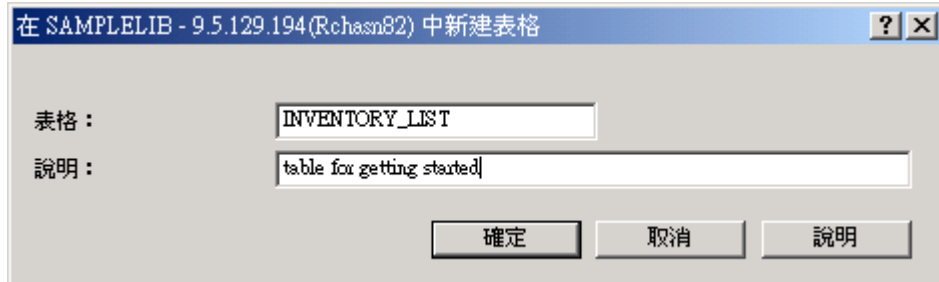 在 SAMPLELIB - 9.5.129.194(Rchasn82) 中新建表格
表格： INVENTORY_LIST
說明： table for getting started
確定 取消 說明